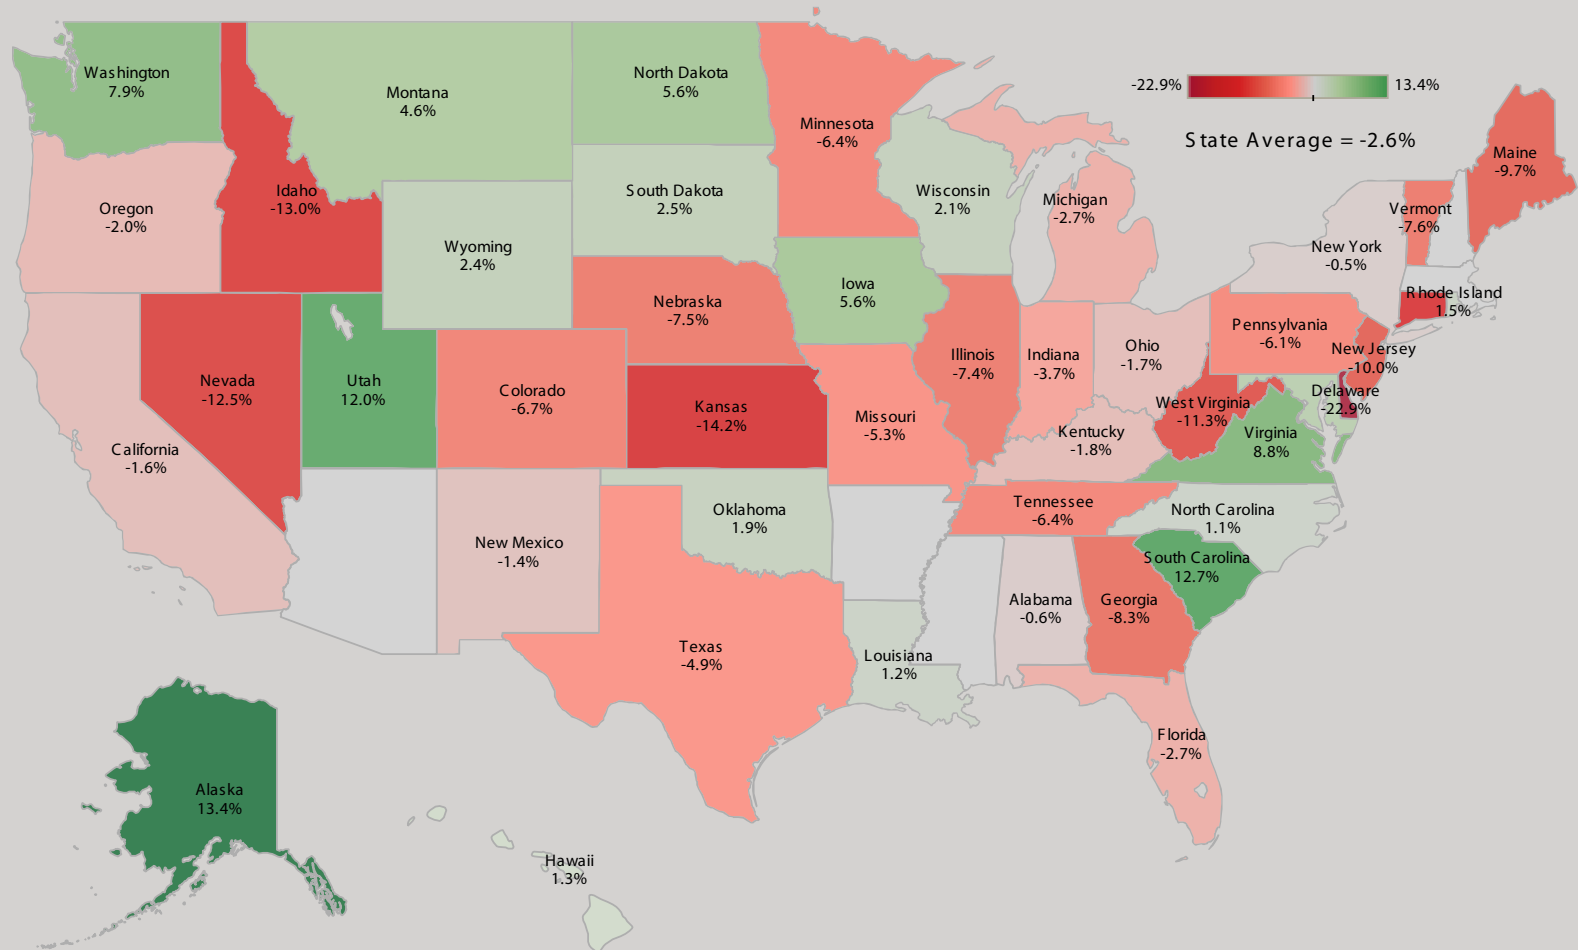 -22.9%
13.4%
State Average = -2.6%
Washington
7.9%
Montana
4.6%
North Dakota
5.6%
Minnesota
-6.4%
Maine
-9.7%
Idaho
-13.0%
Oregon
-2.0%
South Dakota
2.5%
Wisconsin
2.1%
Michigan
-2.7%
Vermont
-7.6%
New York
-0.5%
Wyoming
2.4%
Iowa
5.6%
Nebraska
-7.5%
Rhode Island
1.5%
Pennsylvania
-6.1%
New Jersey
-10.0%
Illinois
-7.4%
Indiana
-3.7%
Ohio
-1.7%
Nevada
-12.5%
Utah
12.0%
Colorado
-6.7%
Kansas
-14.2%
Missouri
-5.3%
Delaware
-22.9%
West Virginia
-11.3%
Virginia
8.8%
Kentucky
-1.8%
California
-1.6%
Tennessee
-6.4%
North Carolina
1.1%
Oklahoma
1.9%
New Mexico
-1.4%
South Carolina
12.7%
Alabama
-0.6%
Georgia
-8.3%
Texas
-4.9%
Louisiana
1.2%
Florida
-2.7%
Alaska
13.4%
Hawaii
1.3%